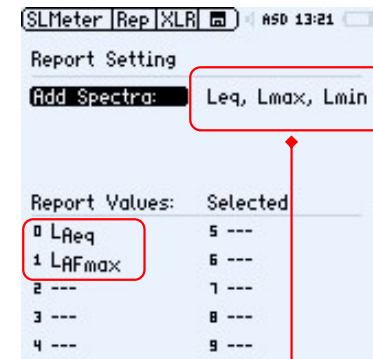 SLMeter Rep XLR A5D 13:21
Report Setting
Add Spectra: Leq, Lmax, Lmin
Report Values: Selected
0 LAeq 5 ---
1 LAFmax 6 ---
2 --- 7 ---
3 --- 8 ---
4 --- 9 ---